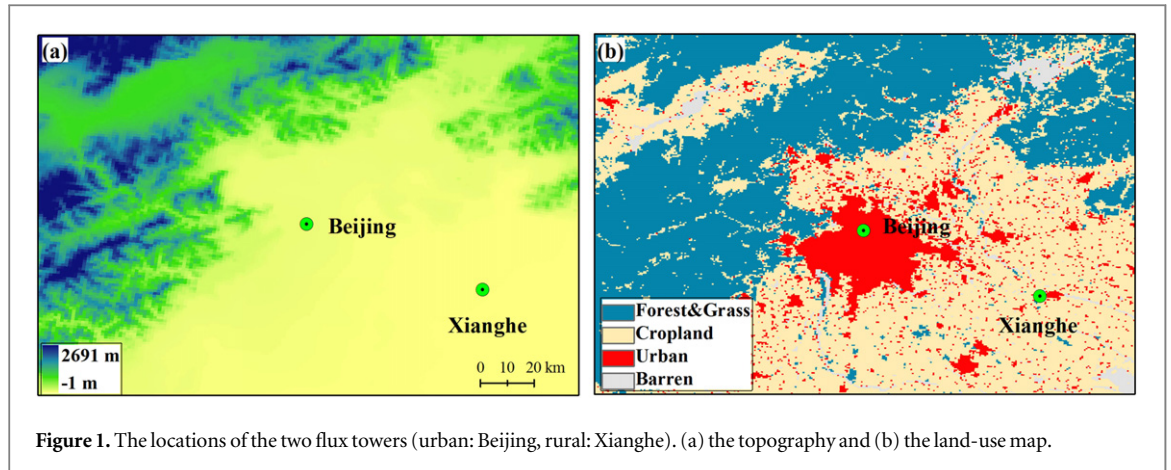 (a)
Beijing
Xianghe
2691 m
-1 m
0 10 20 km
(b)
Beijing
Xianghe
Forest&Grass
Cropland
Urban
Barren
Figure 1. The locations of the two flux towers (urban: Beijing, rural: Xianghe). (a) the topography and (b) the land-use map.